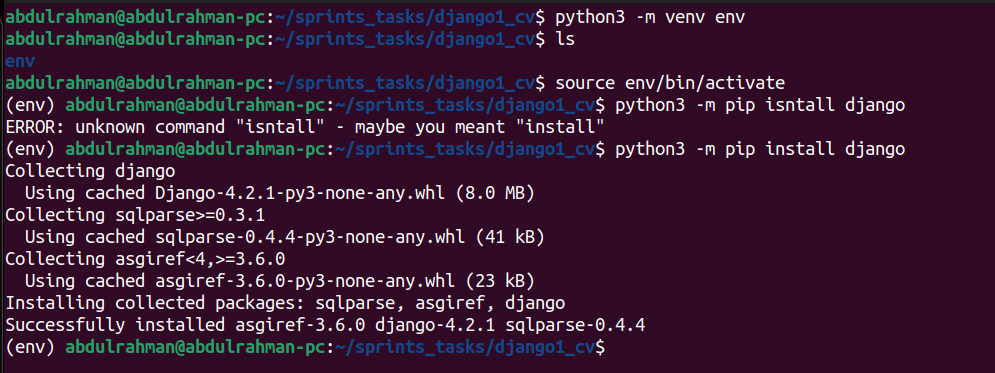 abdulrahman@abdulrahman-pc:~/sprints_tasks/django1_cv$ python3 -m venv env
abdulrahman@abdulrahman-pc:~/sprints_tasks/django1_cv$ ls
env
abdulrahman@abdulrahman-pc:~/sprints_tasks/django1_cv$ source env/bin/activate
(env) abdulrahman@abdulrahman-pc:~/sprints_tasks/django1_cv$ python3 -m pip isntall django
ERROR: unknown command "isntall" - maybe you meant "install"
(env) abdulrahman@abdulrahman-pc:~/sprints_tasks/django1_cv$ python3 -m pip install django
Collecting django
  Using cached Django-4.2.1-py3-none-any.whl (8.0 MB)
Collecting sqlparse>=0.3.1
  Using cached sqlparse-0.4.4-py3-none-any.whl (41 kB)
Collecting asgiref<4,>=3.6.0
  Using cached asgiref-3.6.0-py3-none-any.whl (23 kB)
Installing collected packages: sqlparse, asgiref, django
Successfully installed asgiref-3.6.0 django-4.2.1 sqlparse-0.4.4
(env) abdulrahman@abdulrahman-pc:~/sprints_tasks/django1_cv$